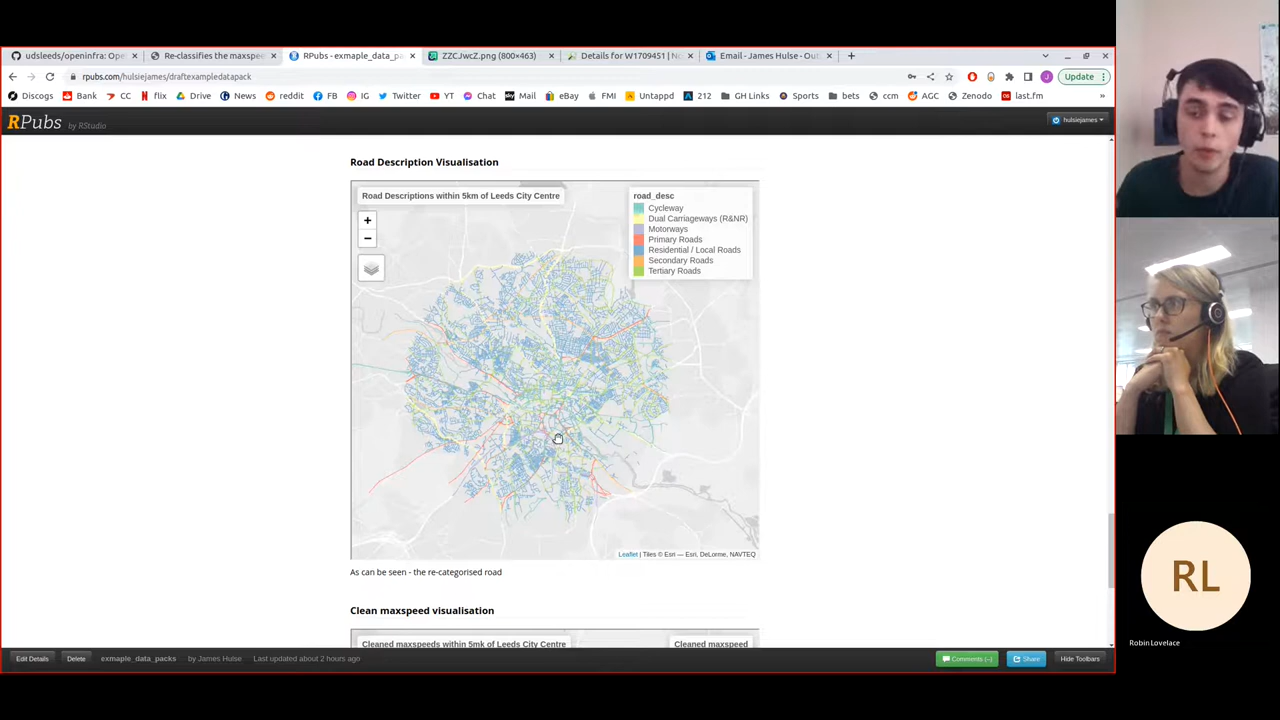 udsleeds/openinfra: Ope
Re-classifies the maxspee
RPubs - exmaple_data_pa
ZZCJwcZ.png (800×463)
Details for W1709451 | N
Email - James Hulse - Out
rpubs.com/hulsiejames/draftexampledatapack
J
Update
Discogs
Bank
CC
flix
Drive
News
reddit
FB
IG
Twitter
YT
Chat
Mail
eBay
FMI
Untappd
212
GH Links
Sports
bets
ccm
AGC
Zenodo
last.fm
RPubs by RStudio
hulsiejames
Road Description Visualisation
Road Descriptions within 5km of Leeds City Centre
+
−
road_desc
Cycleway
Dual Carriageways (R&NR)
Motorways
Primary Roads
Residential / Local Roads
Secondary Roads
Tertiary Roads
Leaflet | Tiles © Esri — Esri, DeLorme, NAVTEQ
As can be seen - the re-categorised road
Clean maxspeed visualisation
Cleaned maxspeeds within 5mk of Leeds City Centre
Cleaned maxspeed
Edit Details
Delete
exmaple_data_packs
by James Hulse
Last updated about 2 hours ago
Comments (–)
Share
Hide Toolbars
RL
Robin Lovelace